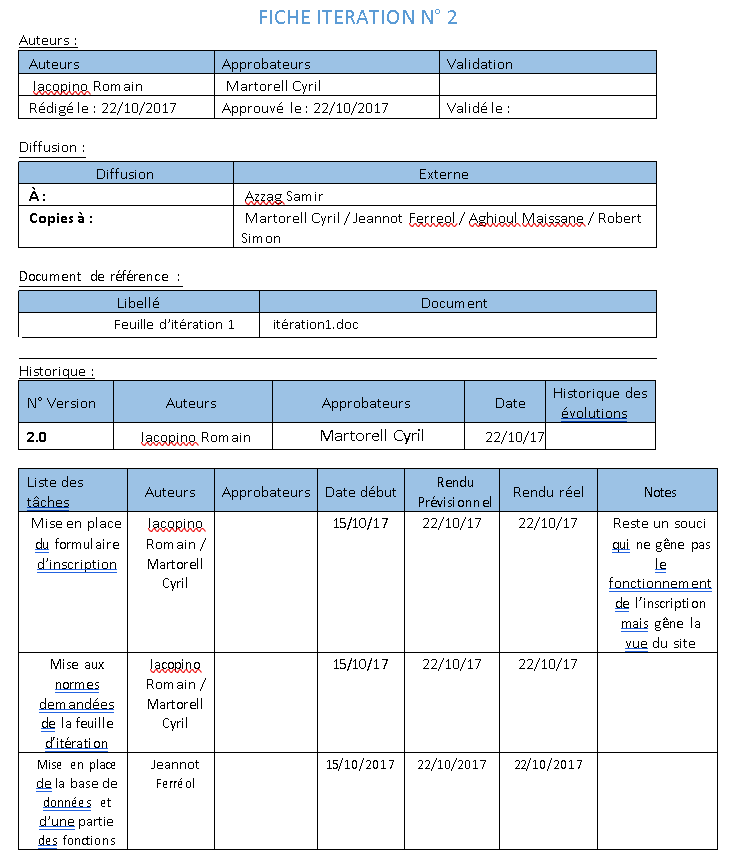 FICHE ITERATION N° 2
Auteurs :
Auteurs Approbateurs Validation
Iacopino Romain Martorell Cyril
Rédigé le : 22/10/2017 Approuvé le : 22/10/2017 Validé le :
Diffusion :
Diffusion Externe
À : Azzag Samir
Copies à : Martorell Cyril / Jeannot Ferreol / Aghioul Maissane / Robert
Simon
Document de référence :
Libellé Document
Feuille d'itération 1 itération1.doc
Historique :
N° Version Auteurs Approbateurs Date Historique des
évolutions
2.0 Iacopino Romain Martorell Cyril 22/10/17
Liste des
tâches
Auteurs Approbateurs Date début
Rendu
Prévisionnel
Rendu réel Notes
Mise en place
du formulaire
d'inscription
Iacopino
Romain /
Martorell
Cyril
15/10/17 22/10/17 22/10/17
Reste un souci
qui ne gêne pas
le
fonctionnement
de l'inscription
mais gêne la
vue du site
Mise aux
normes
demandées
de la feuille
d'itération
Iacopino
Romain /
Martorell
Cyril
15/10/17 22/10/17 22/10/17
Mise en place
de la base de
données et
d'une partie
des fonctions
Jeannot
Ferréol
15/10/2017 22/10/2017 22/10/2017